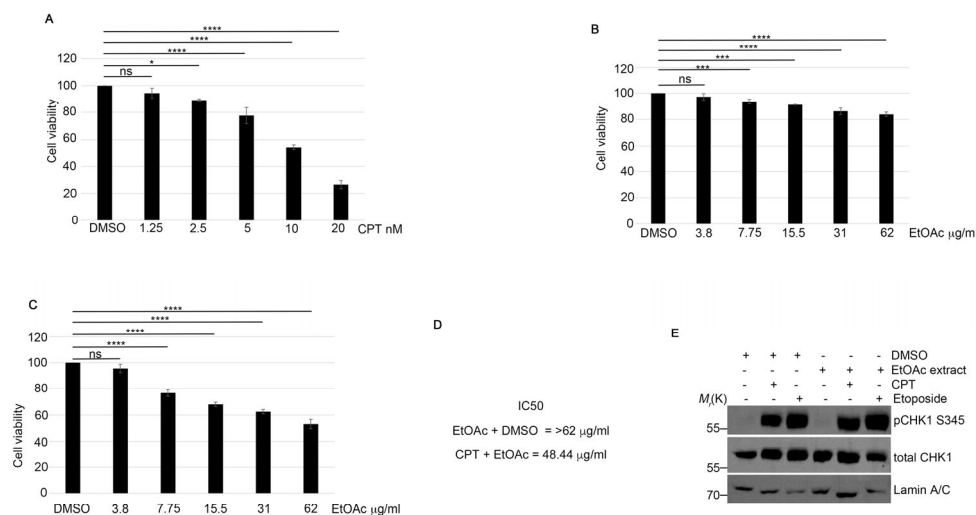 A
****
****
****
*
ns
120
100
80
60
40
20
0
Cell viability
DMSO 1.25 2.5 5 10 20 CPT nM
B
****
****
***
***
ns
120
100
80
60
40
20
0
Cell viability
DMSO 3.8 7.75 15.5 31 62 EtOAc μg/m
C
****
****
****
****
ns
120
100
80
60
40
20
0
Cell viability
DMSO 3.8 7.75 15.5 31 62 EtOAc μg/ml
D
IC50
EtOAc + DMSO = >62 μg/ml
CPT + EtOAc = 48.44 μg/ml
E
+ + + - - - DMSO
- - - + + + EtOAc extract
- + - - + - CPT
- - + - - + Etoposide
Mr(K)
55 pCHK1 S345
55 total CHK1
70 Lamin A/C